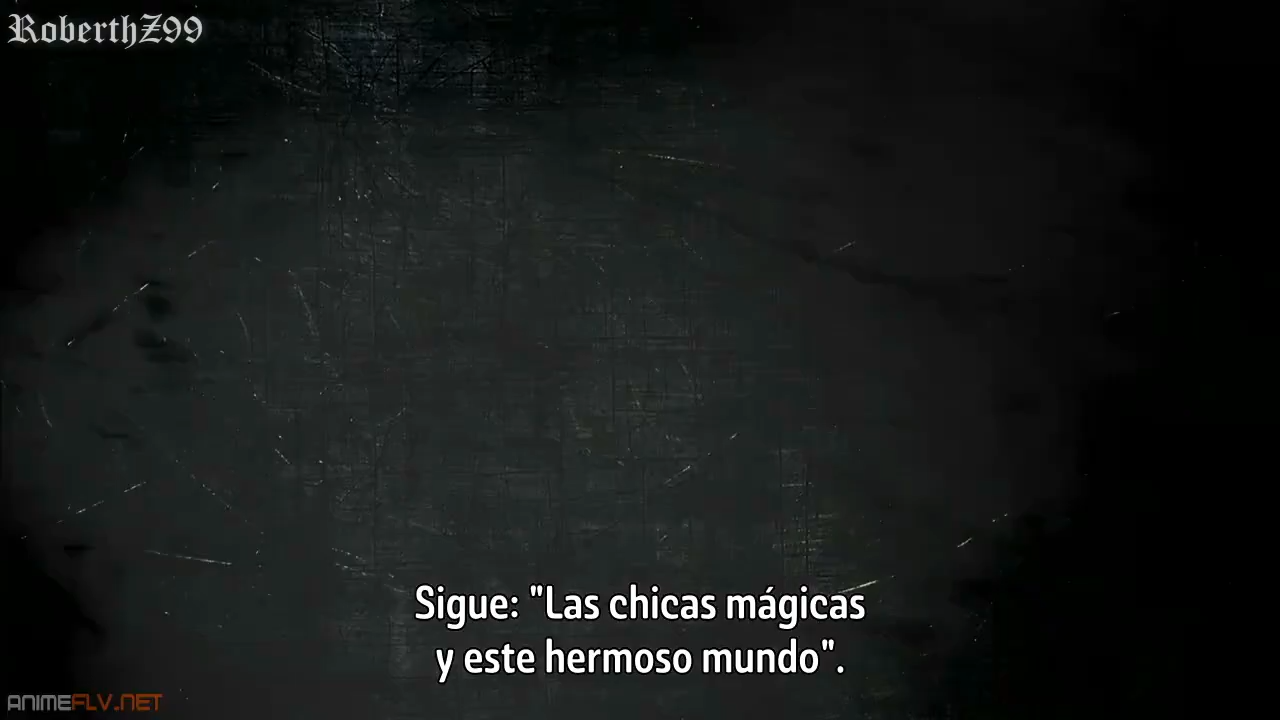 RoberthZ99
Sigue: "Las chicas mágicas
y este hermoso mundo".
ANIMEFLV.NET